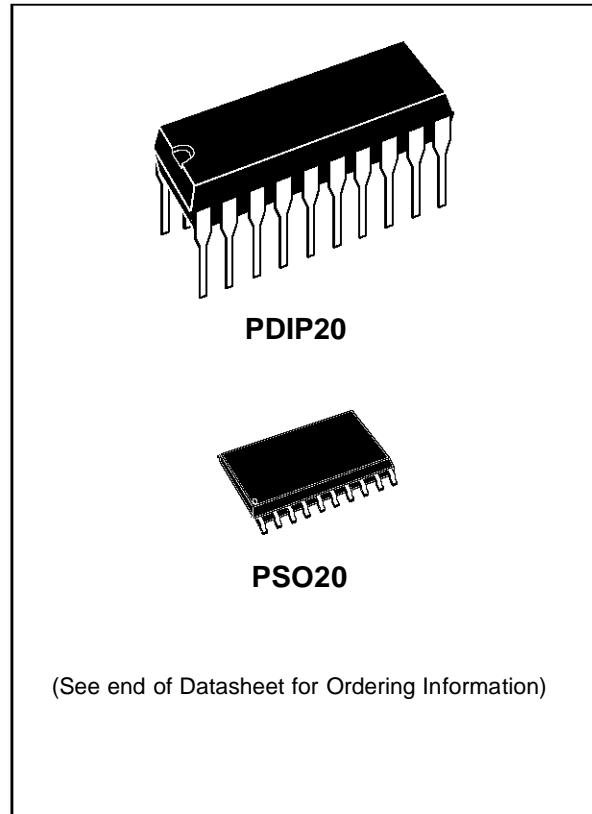 PDIP20
PSO20
(See end of Datasheet for Ordering Information)